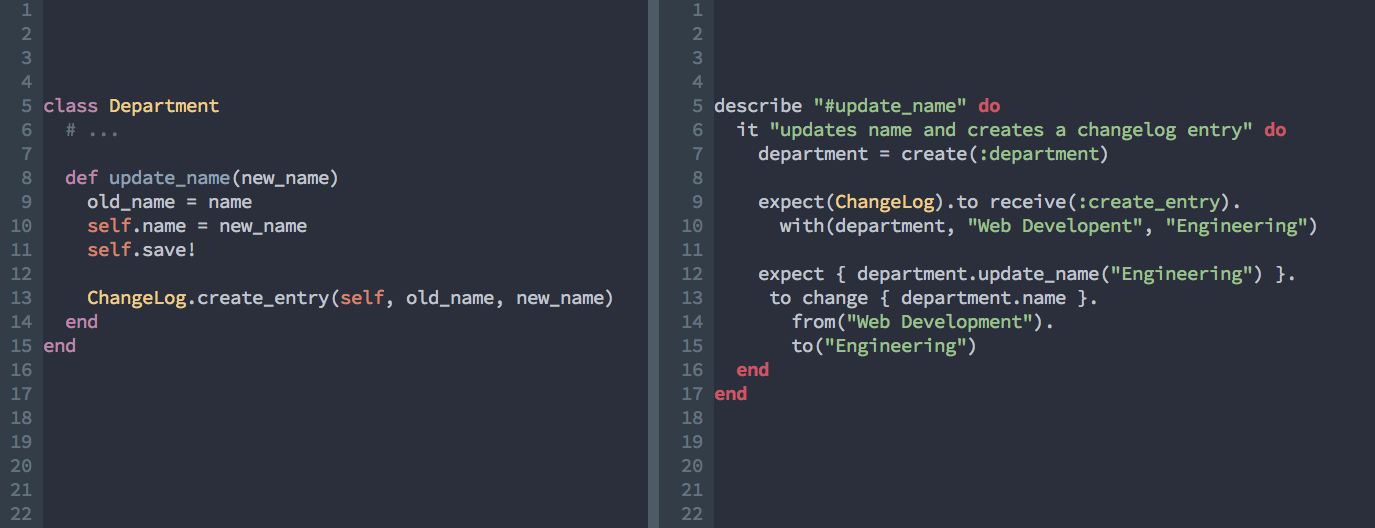 1
2
3
4
5 class Department
6   # ...
7
8   def update_name(new_name)
9     old_name = name
10     self.name = new_name
11     self.save!
12
13     ChangeLog.create_entry(self, old_name, new_name)
14   end
15 end
16
17
18
19
20
21
22
1
2
3
4
5 describe "#update_name" do
6   it "updates name and creates a changelog entry" do
7     department = create(:department)
8
9     expect(ChangeLog).to receive(:create_entry).
10       with(department, "Web Developent", "Engineering")
11
12     expect { department.update_name("Engineering") }.
13      to change { department.name }.
14        from("Web Development").
15        to("Engineering")
16   end
17 end
18
19
20
21
22